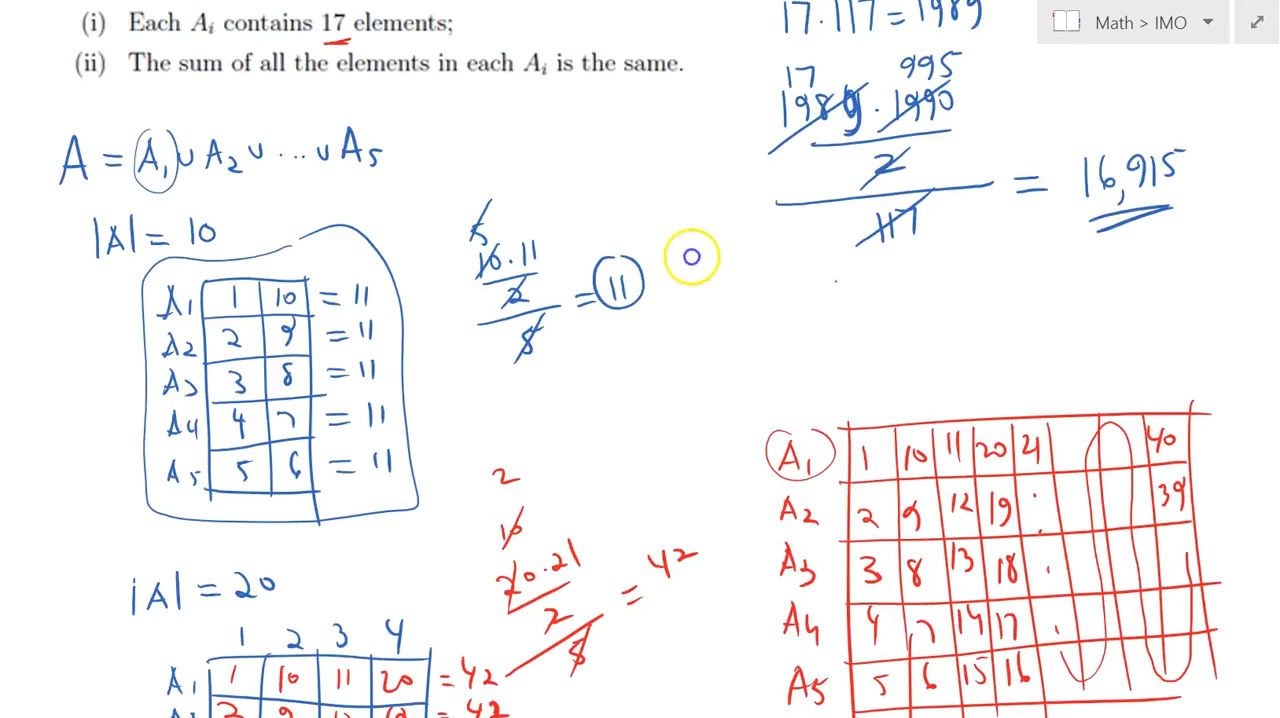 (i) Each Aᵢ contains 17 elements;
(ii) The sum of all the elements in each Aᵢ is the same.
17 · 117 = 1989
Math > IMO
17 995
1989 · 1990
2
117
= 16,915
A = A₁ ∪ A₂ ∪ ... ∪ A₅
|A| = 10
A₁ 1 10 = 11
A₂ 2 9 = 11
A₃ 3 8 = 11
A₄ 4 7 = 11
A₅ 5 6 = 11
5
10 · 11
2
5
= 11
|A| = 20
1 2 3 4
A₁ 1 10 11 20 = 42
2
10
20 · 21
2
5
= 42
A₁ 1 10 11 20 21 40
A₂ 2 9 12 19 : 39
A₃ 3 8 13 18 .
A₄ 4 7 14 17 .
A₅ 5 6 15 16